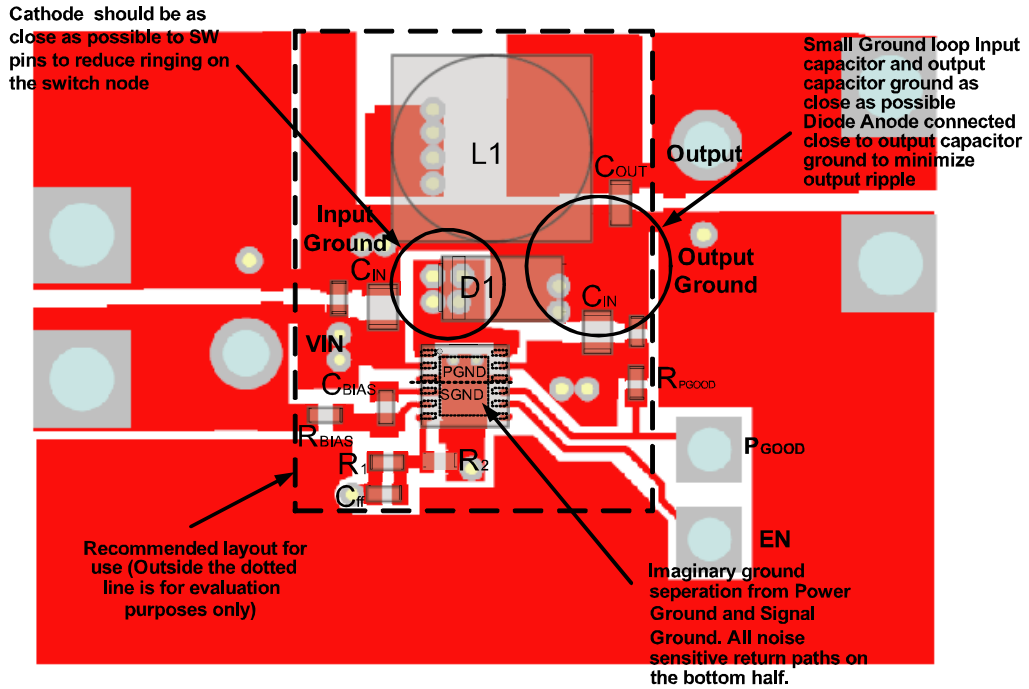 Cathode should be as
close as possible to SW
pins to reduce ringing on
the switch node
Small Ground loop Input
capacitor and output
capacitor ground as
close as possible
Diode Anode connected
close to output capacitor
ground to minimize
output ripple
L1
COUT
Output
Input
Ground
CIN
D1
CIN
Output
Ground
VIN
PGND
SGND
CBIAS
RBIAS
RPGOOD
R1
R2
Cff
PGOOD
EN
Recommended layout for
use (Outside the dotted
line is for evaluation
purposes only)
Imaginary ground
seperation from Power
Ground and Signal
Ground. All noise
sensitive return paths on
the bottom half.